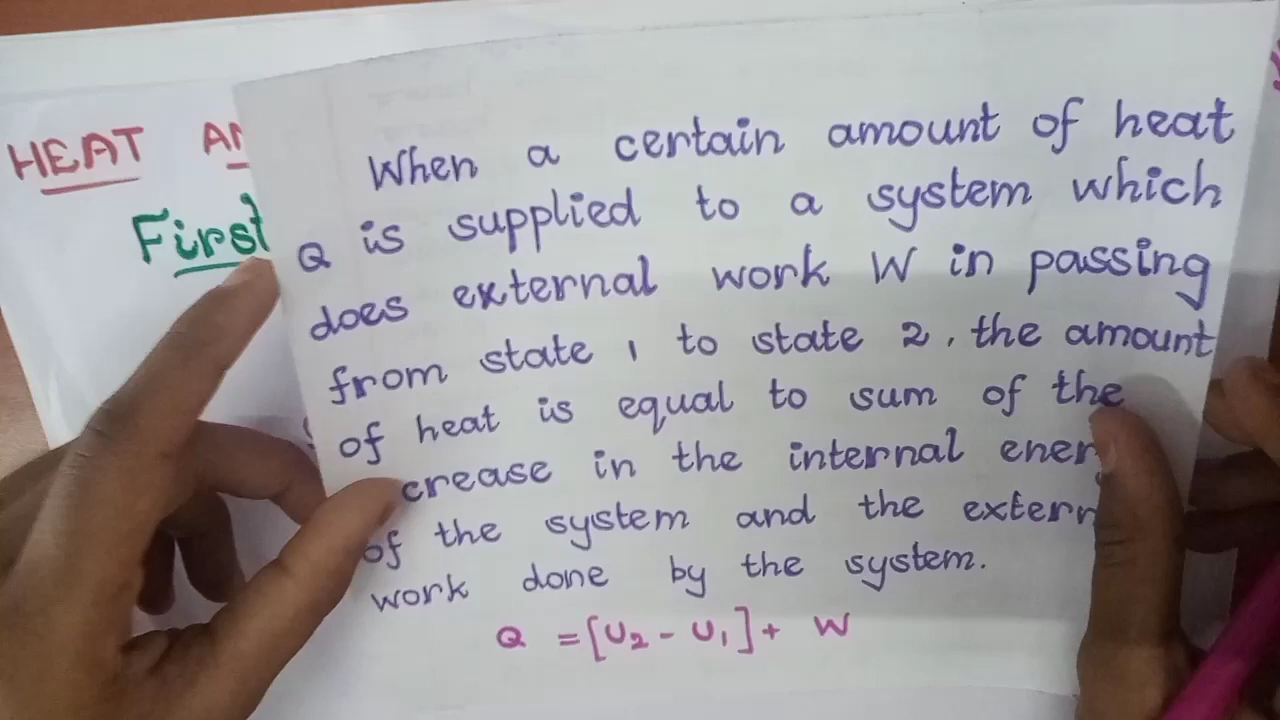 HEAT
First
When a certain amount of heat
Q is supplied to a system which
does external work W in passing
from state 1 to state 2, the amount
of heat is equal to sum of the
crease in the internal ener
of the system and the extern
work done by the system.
Q = [U2 - U1] + W